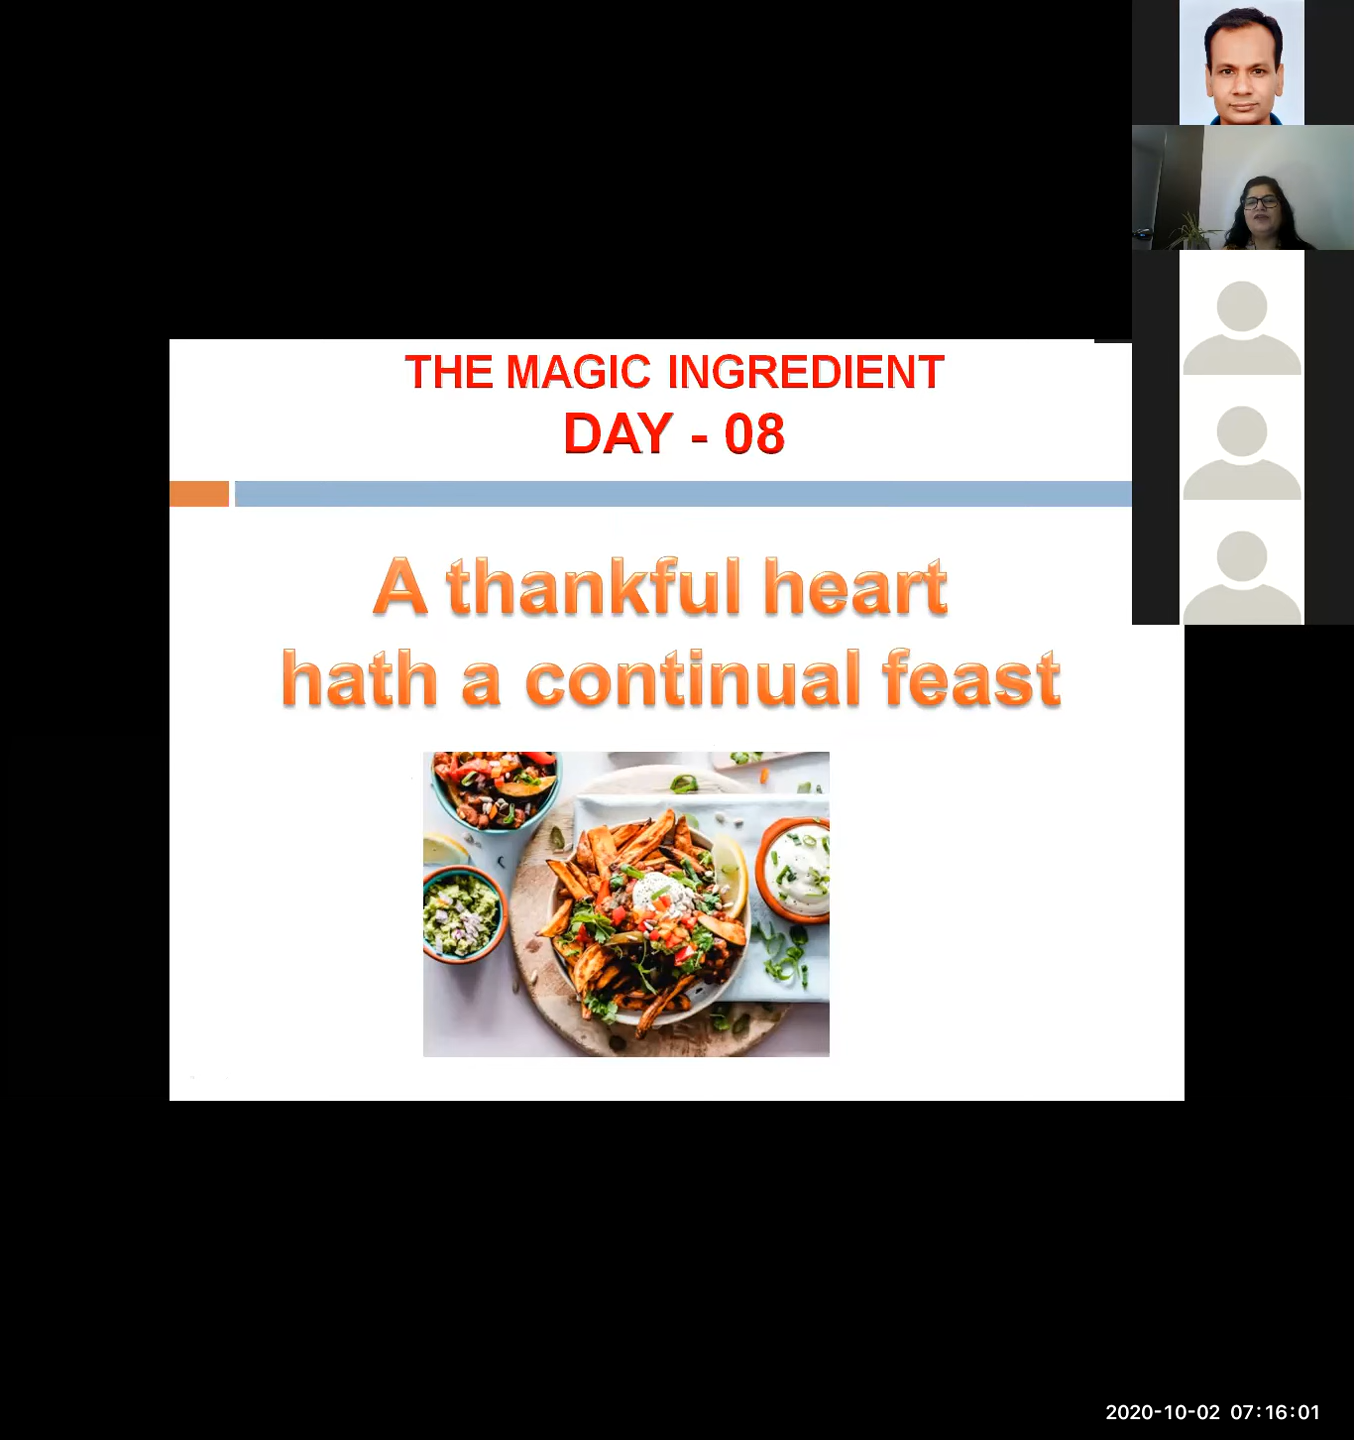 THE MAGIC INGREDIENT
DAY - 08
A thankful heart
hath a continual feast
2020-10-02 07:16:01